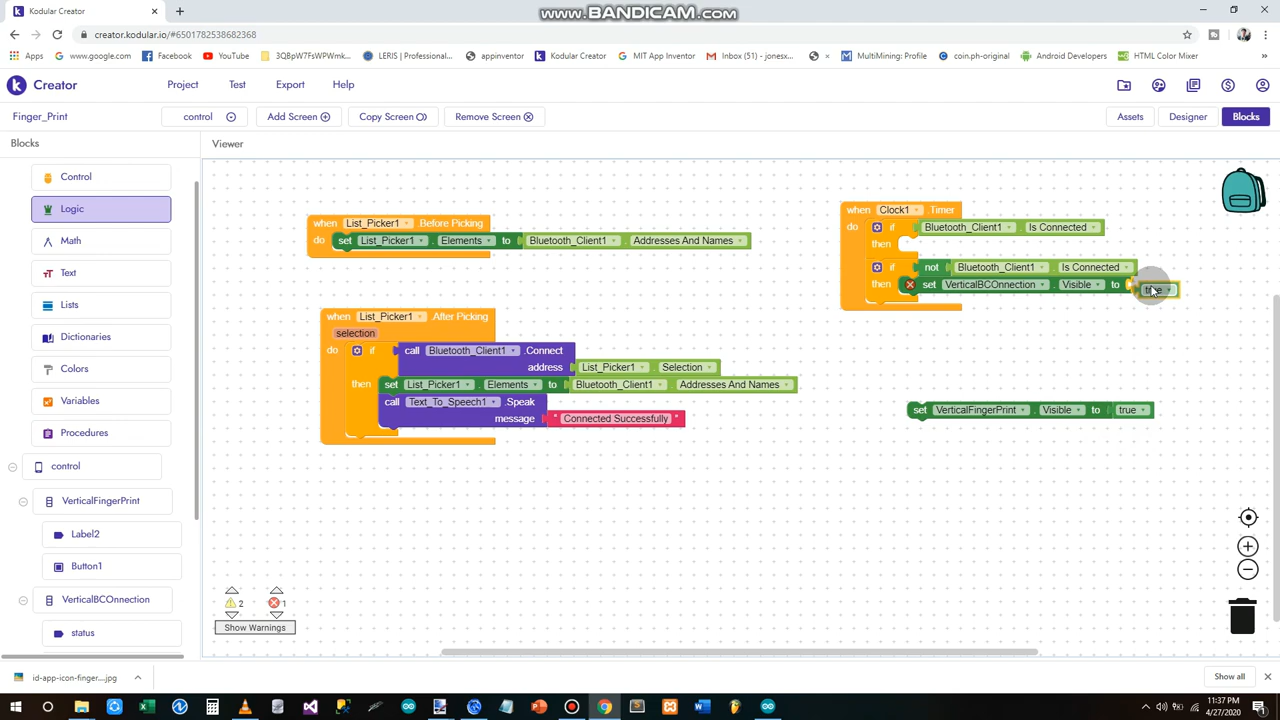 www.BANDICAM.com
Kodular Creator
creator.kodular.io/#6501782538682368
Apps
www.google.com
Facebook
YouTube
3QBpW7FsWPWmk...
LERIS | Professional...
appinventor
Kodular Creator
MIT App Inventor
Inbox (51) - jonesx...
MultiMining: Profile
coin.ph-original
Android Developers
HTML Color Mixer
Creator
Project
Test
Export
Help
Finger_Print
control
Add Screen
Copy Screen
Remove Screen
Assets
Designer
Blocks
Blocks
Viewer
Control
Logic
Math
Text
Lists
Dictionaries
Colors
Variables
Procedures
control
VerticalFingerPrint
Label2
Button1
VerticalBCOnnection
status
when List_Picker1 .Before Picking
do set List_Picker1 . Elements to Bluetooth_Client1 . Addresses And Names
when List_Picker1 .After Picking
selection
do if call Bluetooth_Client1 .Connect
address List_Picker1 . Selection
then set List_Picker1 . Elements to Bluetooth_Client1 . Addresses And Names
call Text_To_Speech1 .Speak
message " Connected Successfully "
when Clock1 .Timer
do if Bluetooth_Client1 . Is Connected
then
if not Bluetooth_Client1 . Is Connected
then set VerticalBCOnnection . Visible to true
set VerticalFingerPrint . Visible to true
2
1
Show Warnings
id-app-icon-finger....jpg
Show all
11:37 PM
4/27/2020